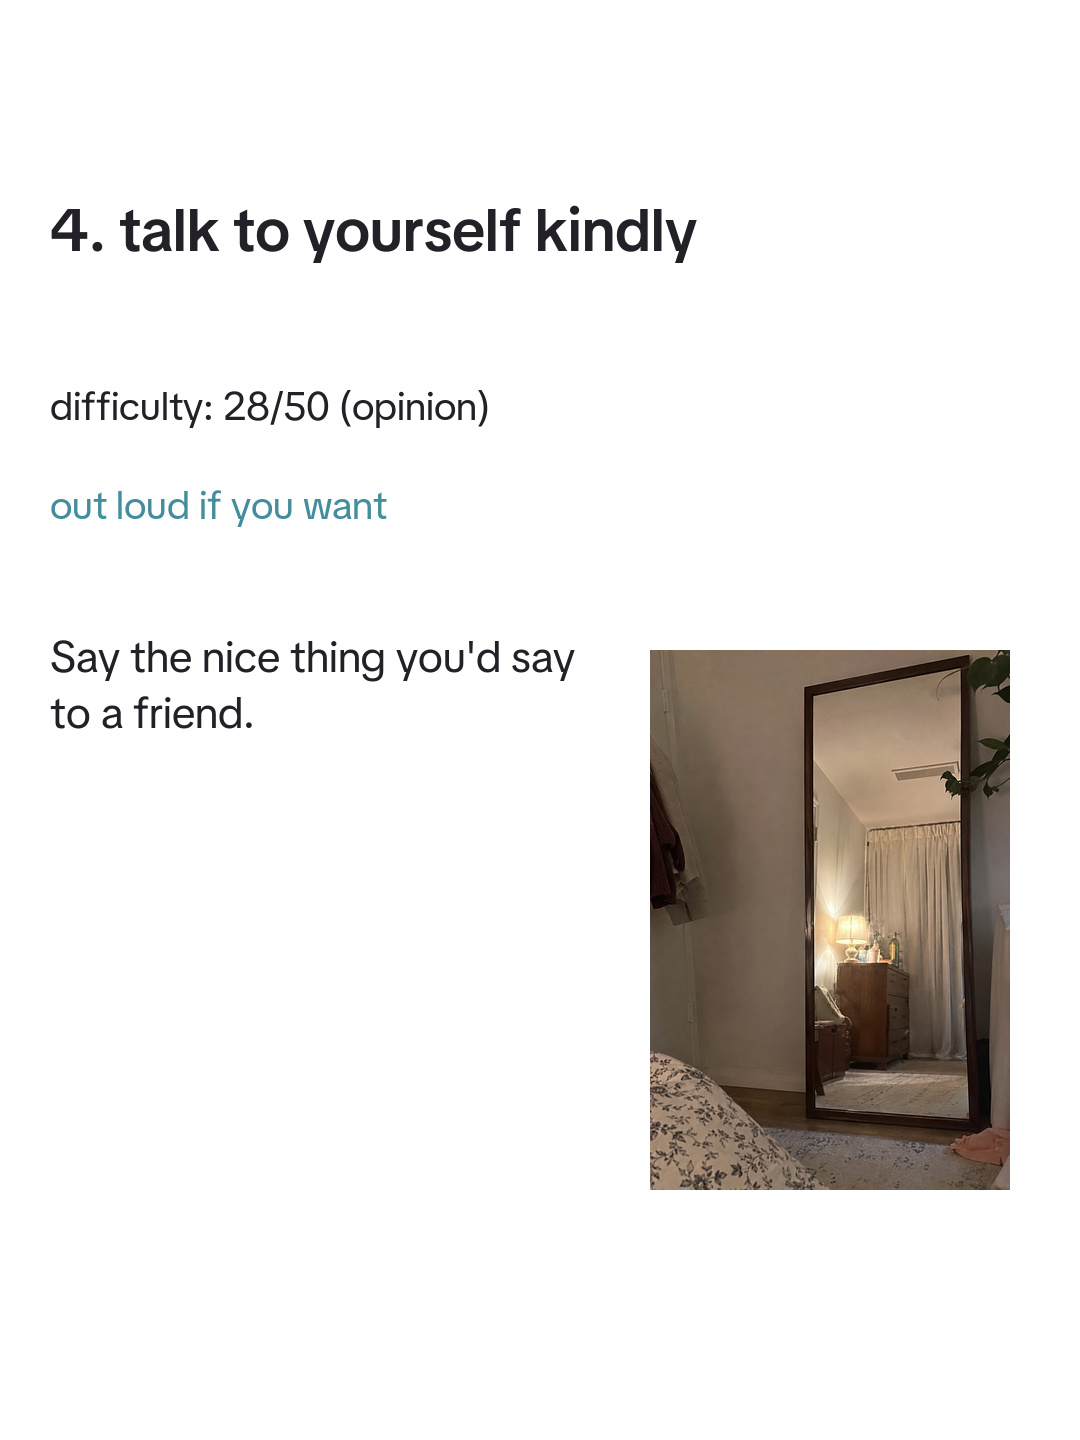 4. talk to yourself kindly
difficulty: 28/50 (opinion)
out loud if you want
Say the nice thing you'd say
to a friend.